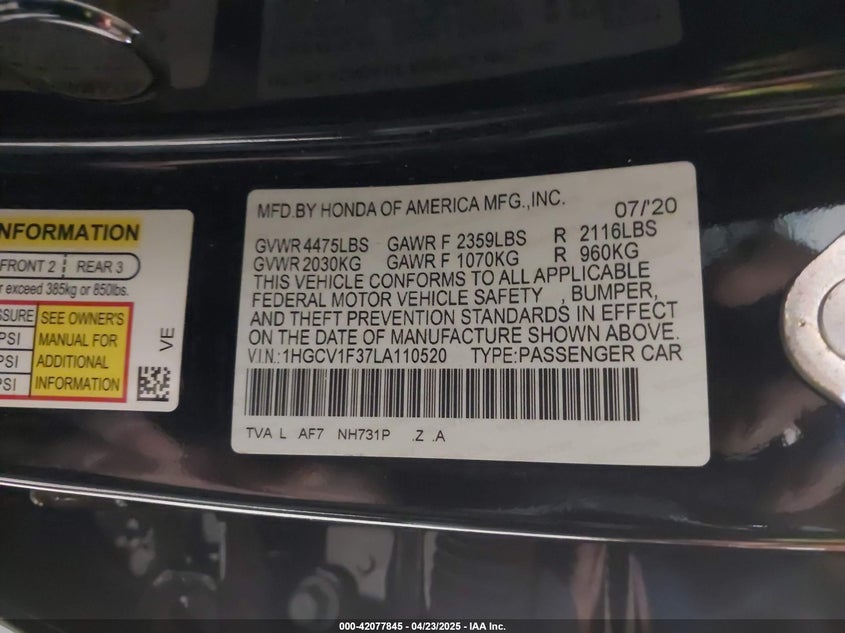 MFD.BY HONDA OF AMERICA MFG.,INC. 07/'20
GVWR 4475LBS GAWR F 2359LBS R 2116LBS
GVWR 2030KG GAWR F 1070KG R 960KG
THIS VEHICLE CONFORMS TO ALL APPLICABLE
FEDERAL MOTOR VEHICLE SAFETY , BUMPER,
AND THEFT PREVENTION STANDARDS IN EFFECT
ON THE DATE OF MANUFACTURE SHOWN ABOVE.
V.I.N.:1HGCV1F37LA110520 TYPE:PASSENGER CAR
TVA L AF7 NH731P .Z .A
NFORMATION
FRONT 2 REAR 3
r exceed 385kg or 850lbs.
SSURE SEE OWNER'S
PSI MANUAL FOR
PSI ADDITIONAL
PSI INFORMATION
VE
000-42077845 - 04/23/2025 - IAA Inc.